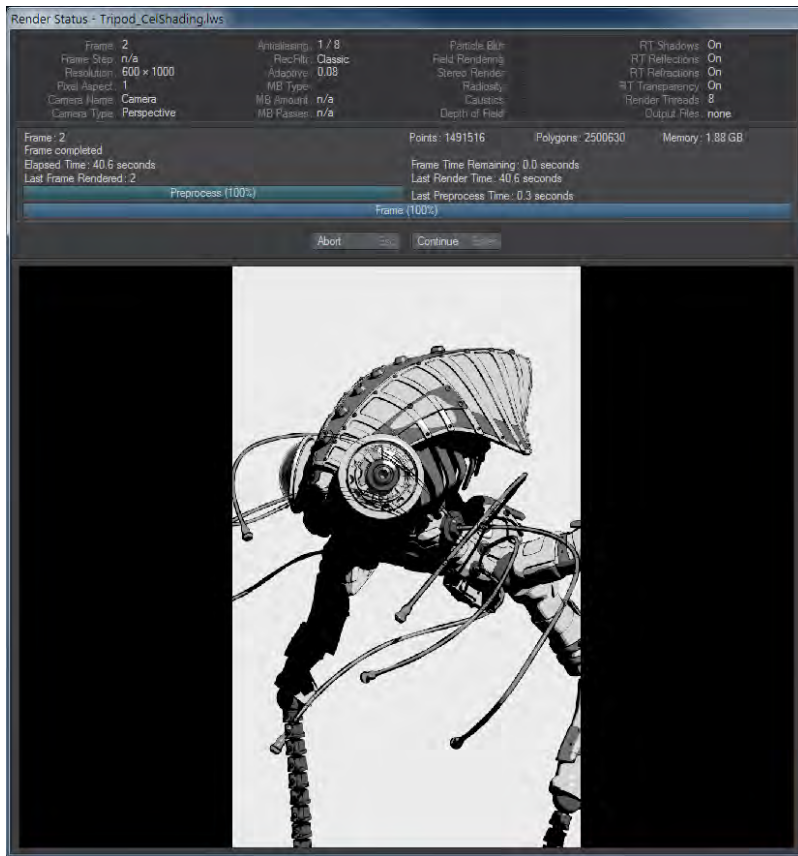 Render Status - Tripod_CelShading.lws
Frame 2 Antialiasing 1 / 8 Particle Blur RT Shadows On
Frame Step n/a RecFiltr Classic Field Rendering RT Reflections On
Resolution 600 × 1000 Adaptive 0.08 Stereo Render RT Refractions On
Pixel Aspect 1 MB Type Radiosity RT Transparency On
Camera Name Camera MB Amount n/a Caustics Render Threads 8
Camera Type Perspective MB Passes n/a Depth of Field Output Files none
Frame : 2 Points : 1491516 Polygons : 2500630 Memory : 1.88 GB
Frame completed
Elapsed Time : 40.6 seconds Frame Time Remaining : 0.0 seconds
Last Frame Rendered : 2 Last Render Time : 40.6 seconds
Preprocess (100%) Last Preprocess Time : 0.3 seconds
Frame (100%)
Abort Esc Continue Enter